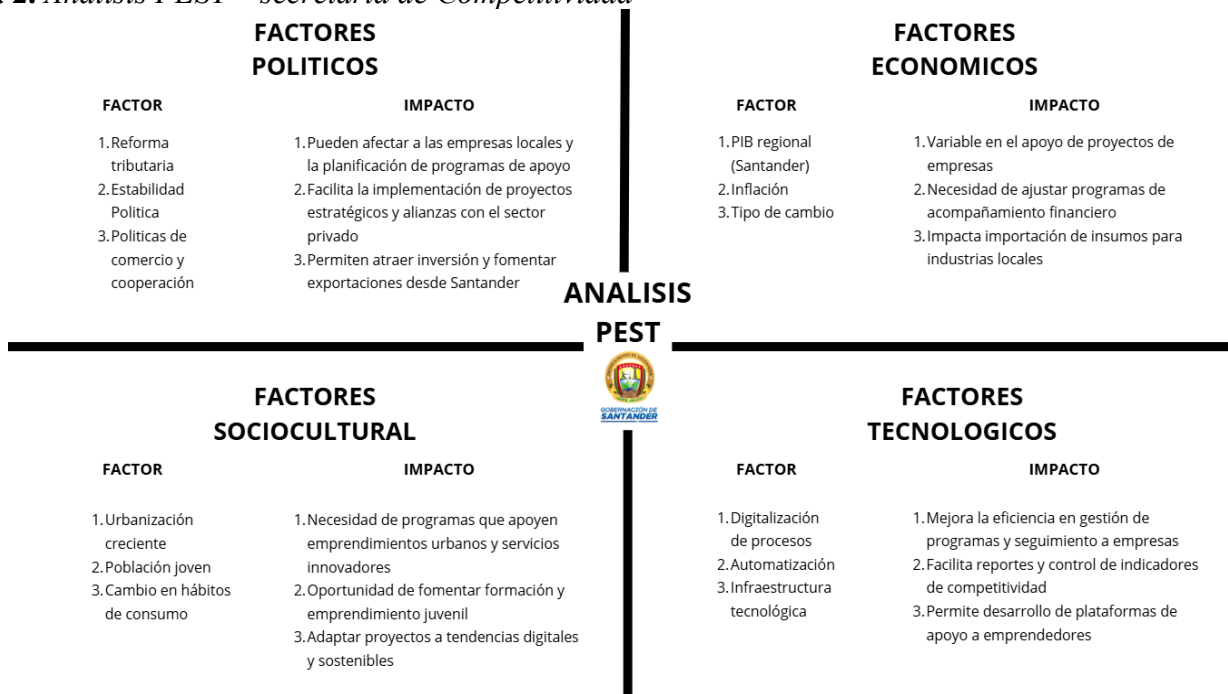 2. Análisis PEST – secretaría de Competitividad
FACTORES
POLITICOS
FACTOR
IMPACTO
1. Reforma
tributaria
2. Estabilidad
Politica
3. Politicas de
comercio y
cooperación
1. Pueden afectar a las empresas locales y
la planificación de programas de apoyo
2. Facilita la implementación de proyectos
estratégicos y alianzas con el sector
privado
3. Permiten atraer inversión y fomentar
exportaciones desde Santander
FACTORES
ECONOMICOS
FACTOR
IMPACTO
1. PIB regional
(Santander)
2. Inflación
3. Tipo de cambio
1. Variable en el apoyo de proyectos de
empresas
2. Necesidad de ajustar programas de
acompañamiento financiero
3. Impacta importación de insumos para
industrias locales
ANALISIS
PEST
GOBERNACIÓN DE
SANTANDER
FACTORES
SOCIOCULTURAL
FACTOR
IMPACTO
1. Urbanización
creciente
2. Población joven
3. Cambio en hábitos
de consumo
1. Necesidad de programas que apoyen
emprendimientos urbanos y servicios
innovadores
2. Oportunidad de fomentar formación y
emprendimiento juvenil
3. Adaptar proyectos a tendencias digitales
y sostenibles
FACTORES
TECNOLOGICOS
FACTOR
IMPACTO
1. Digitalización
de procesos
2. Automatización
3. Infraestructura
tecnológica
1. Mejora la eficiencia en gestión de
programas y seguimiento a empresas
2. Facilita reportes y control de indicadores
de competitividad
3. Permite desarrollo de plataformas de
apoyo a emprendedores